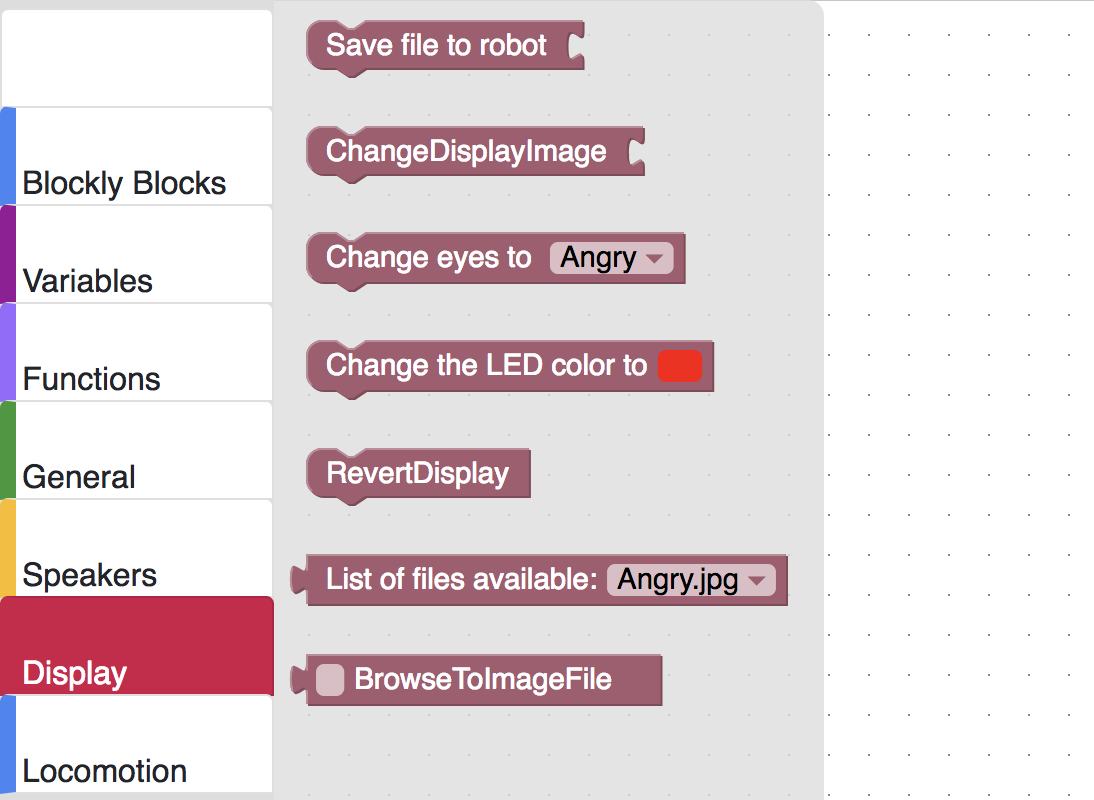 Blockly Blocks
Variables
Functions
General
Speakers
Display
Locomotion
Save file to robot
ChangeDisplayImage
Change eyes to Angry
Change the LED color to
RevertDisplay
List of files available: Angry.jpg
BrowseToImageFile